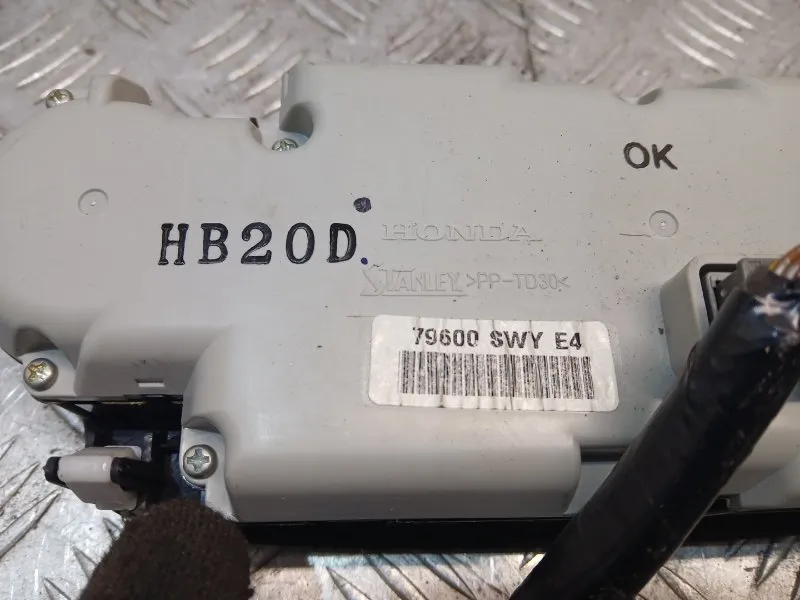 OK
HB20D
HONDA
STANLEY >PP-TD30<
79600 SWY E4